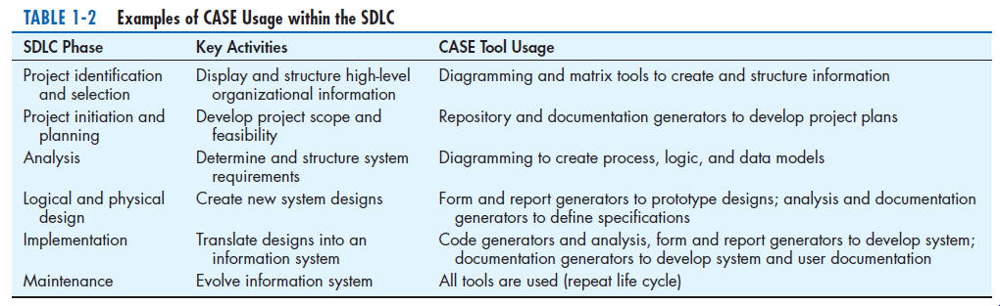 TABLE 1-2 Examples of CASE Usage within the SDLC
SDLC Phase Key Activities CASE Tool Usage
Project identification Display and structure high-level Diagramming and matrix tools to create and structure information
and selection organizational information
Project initiation and Develop project scope and Repository and documentation generators to develop project plans
planning feasibility
Analysis Determine and structure system Diagramming to create process, logic, and data models
requirements
Logical and physical Create new system designs Form and report generators to prototype designs; analysis and documentation
design generators to define specifications
Implementation Translate designs into an Code generators and analysis, form and report generators to develop system;
information system documentation generators to develop system and user documentation
Maintenance Evolve information system All tools are used (repeat life cycle)